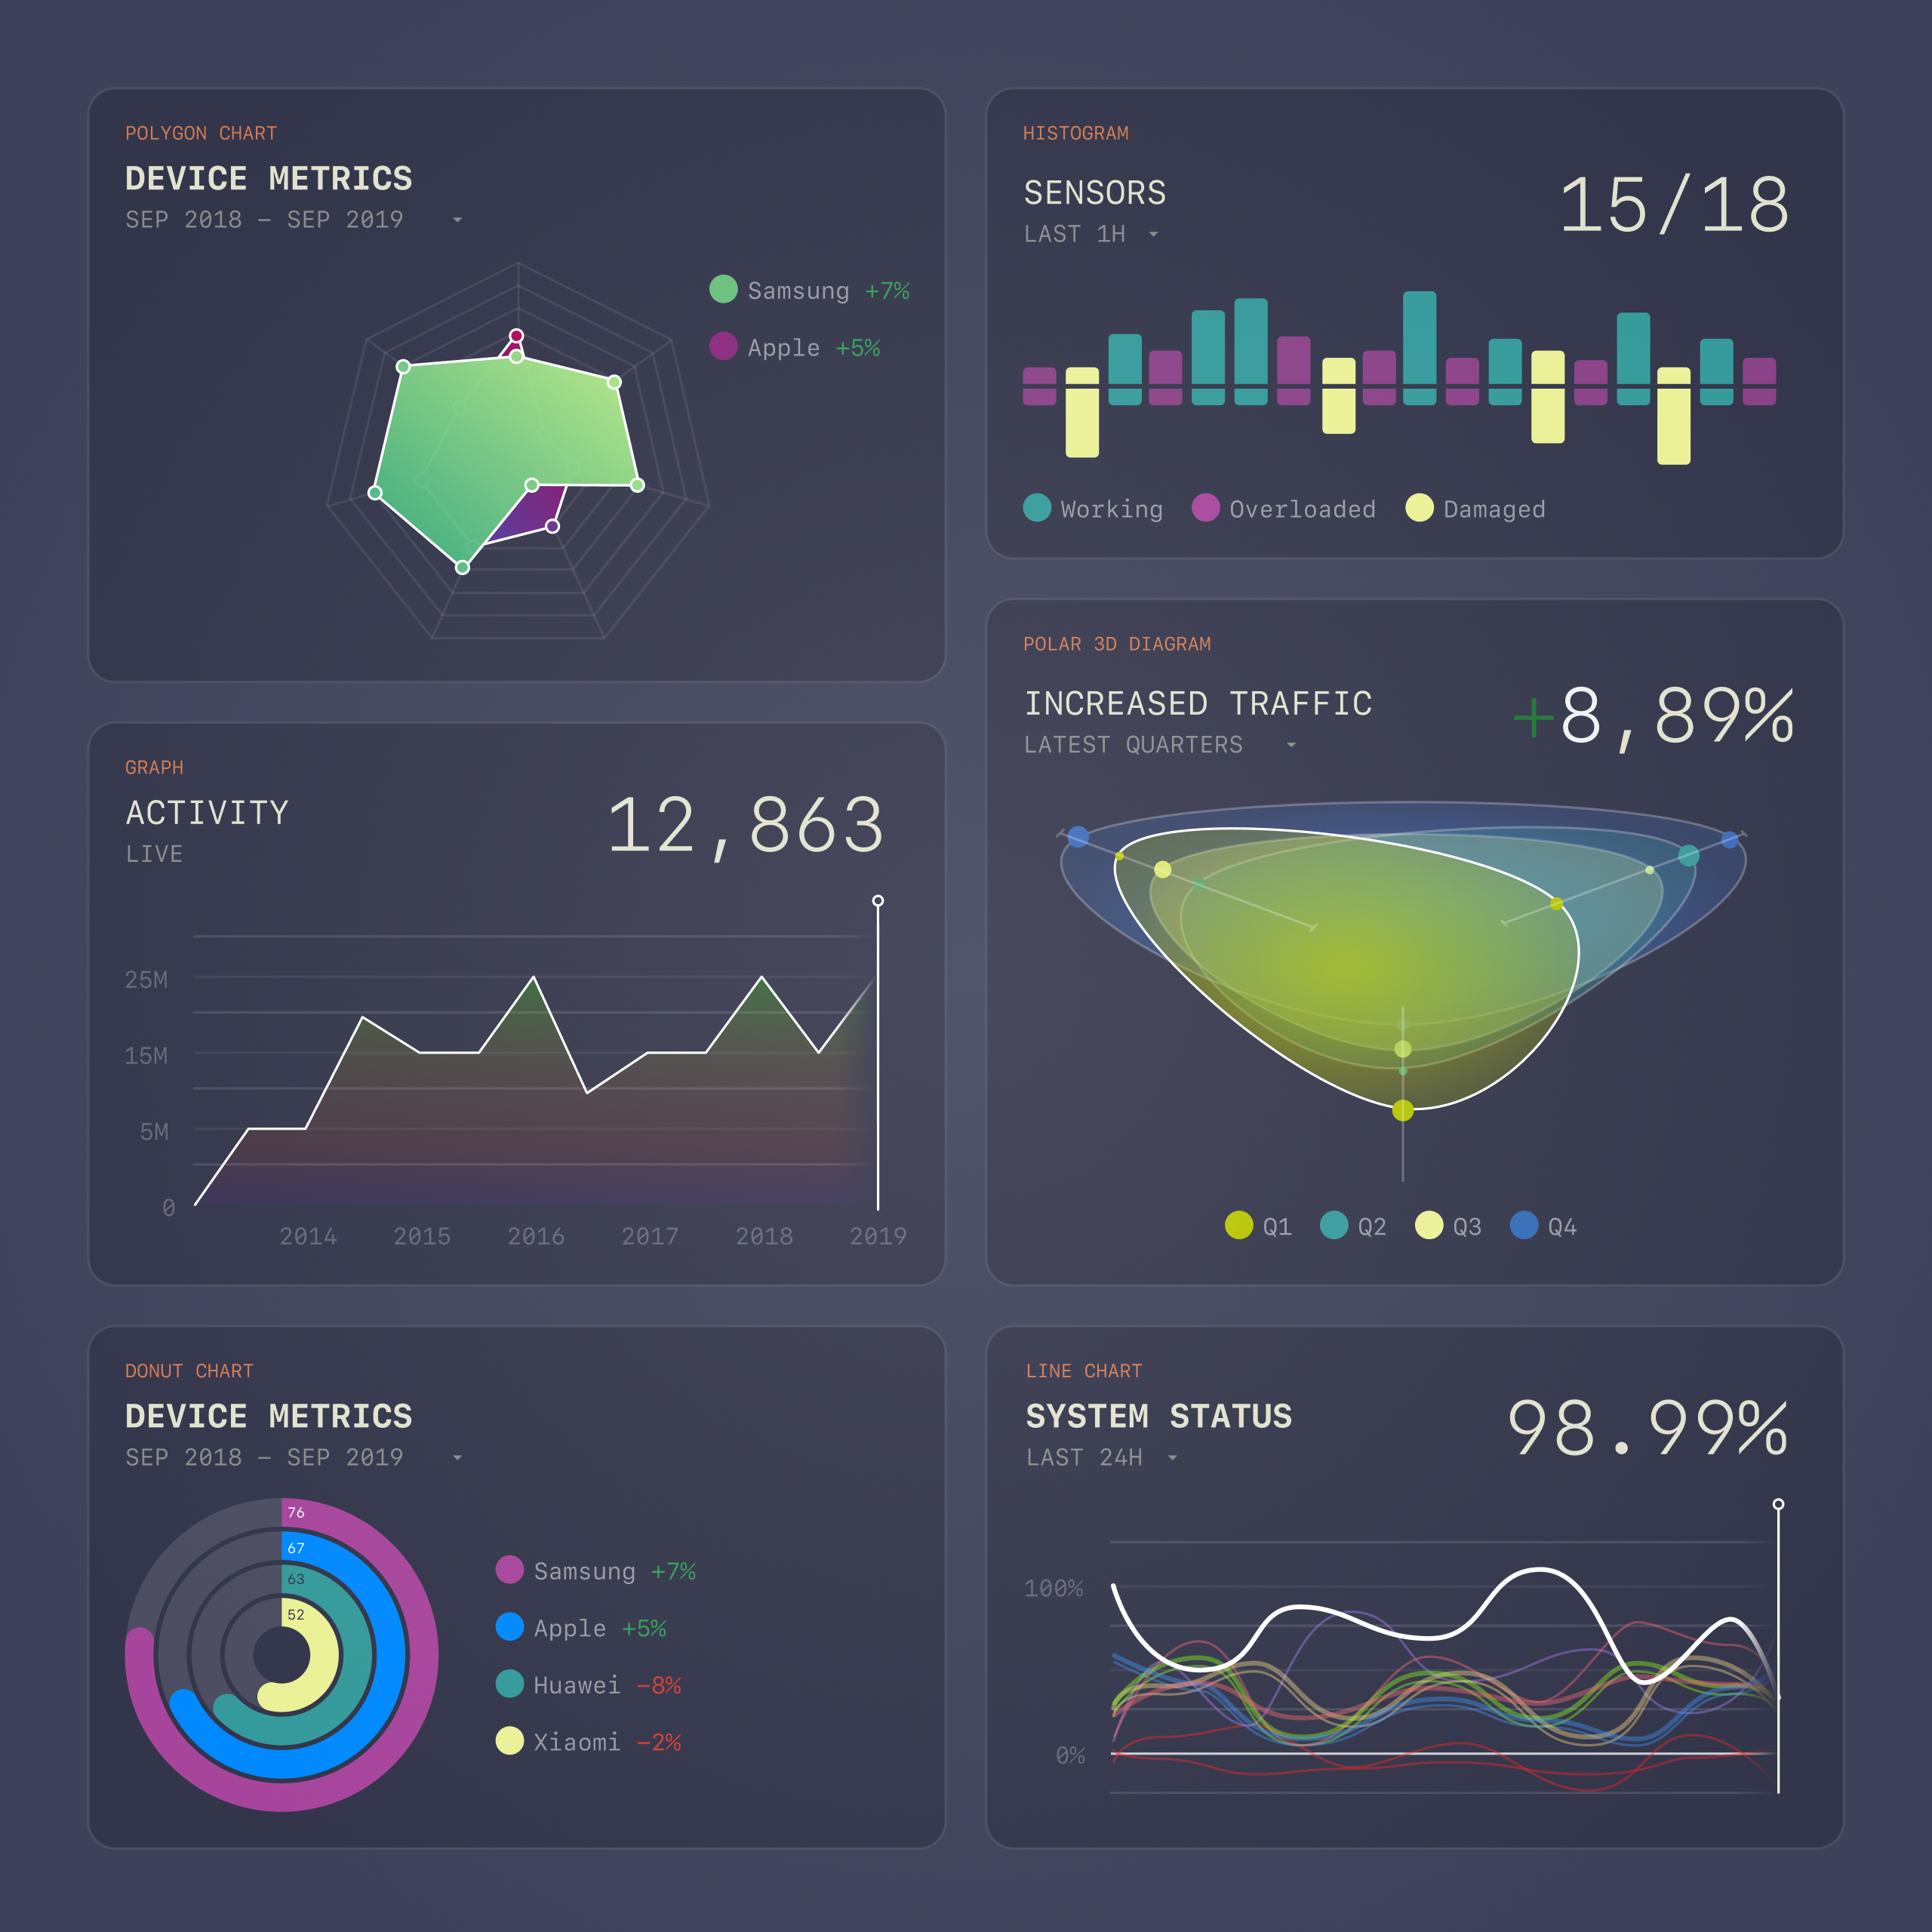 POLYGON CHART
DEVICE METRICS
SEP 2018 – SEP 2019
Samsung +7%
Apple +5%
HISTOGRAM
SENSORS
LAST 1H
15/18
Working
Overloaded
Damaged
POLAR 3D DIAGRAM
INCREASED TRAFFIC
LATEST QUARTERS
+8,89%
Q1
Q2
Q3
Q4
GRAPH
ACTIVITY
LIVE
12,863
25M
15M
5M
0
2014
2015
2016
2017
2018
2019
DONUT CHART
DEVICE METRICS
SEP 2018 – SEP 2019
76
67
63
52
Samsung +7%
Apple +5%
Huawei –8%
Xiaomi –2%
LINE CHART
SYSTEM STATUS
LAST 24H
98.99%
100%
0%